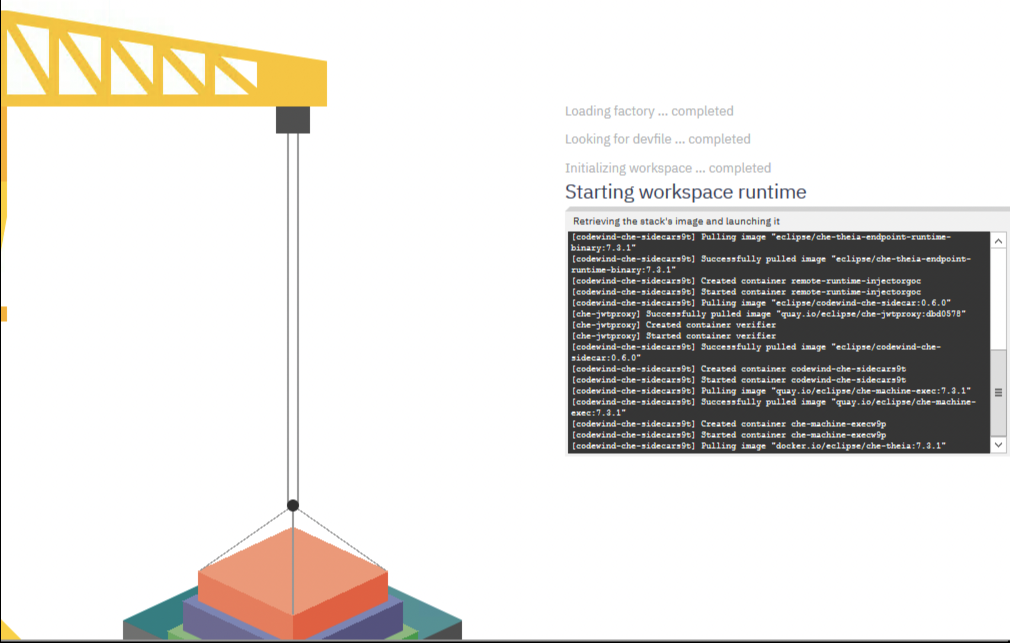 Loading factory ... completed
Looking for devfile ... completed
Initializing workspace ... completed
Starting workspace runtime
Retrieving the stack's image and launching it
[codewind-che-sidecars9t] Pulling image "eclipse/che-theia-endpoint-runtime-
binary:7.3.1"
[codewind-che-sidecars9t] Successfully pulled image "eclipse/che-theia-endpoint-
runtime-binary:7.3.1"
[codewind-che-sidecars9t] Created container remote-runtime-injectorgoc
[codewind-che-sidecars9t] Started container remote-runtime-injectorgoc
[codewind-che-sidecars9t] Pulling image "eclipse/codewind-che-sidecar:0.6.0"
[che-jwtproxy] Successfully pulled image "quay.io/eclipse/che-jwtproxy:dbd0578"
[che-jwtproxy] Created container verifier
[che-jwtproxy] Started container verifier
[codewind-che-sidecars9t] Successfully pulled image "eclipse/codewind-che-
sidecar:0.6.0"
[codewind-che-sidecars9t] Created container codewind-che-sidecars9t
[codewind-che-sidecars9t] Started container codewind-che-sidecars9t
[codewind-che-sidecars9t] Pulling image "quay.io/eclipse/che-machine-exec:7.3.1"
[codewind-che-sidecars9t] Successfully pulled image "quay.io/eclipse/che-machine-
exec:7.3.1"
[codewind-che-sidecars9t] Created container che-machine-execw9p
[codewind-che-sidecars9t] Started container che-machine-execw9p
[codewind-che-sidecars9t] Pulling image "docker.io/eclipse/che-theia:7.3.1"